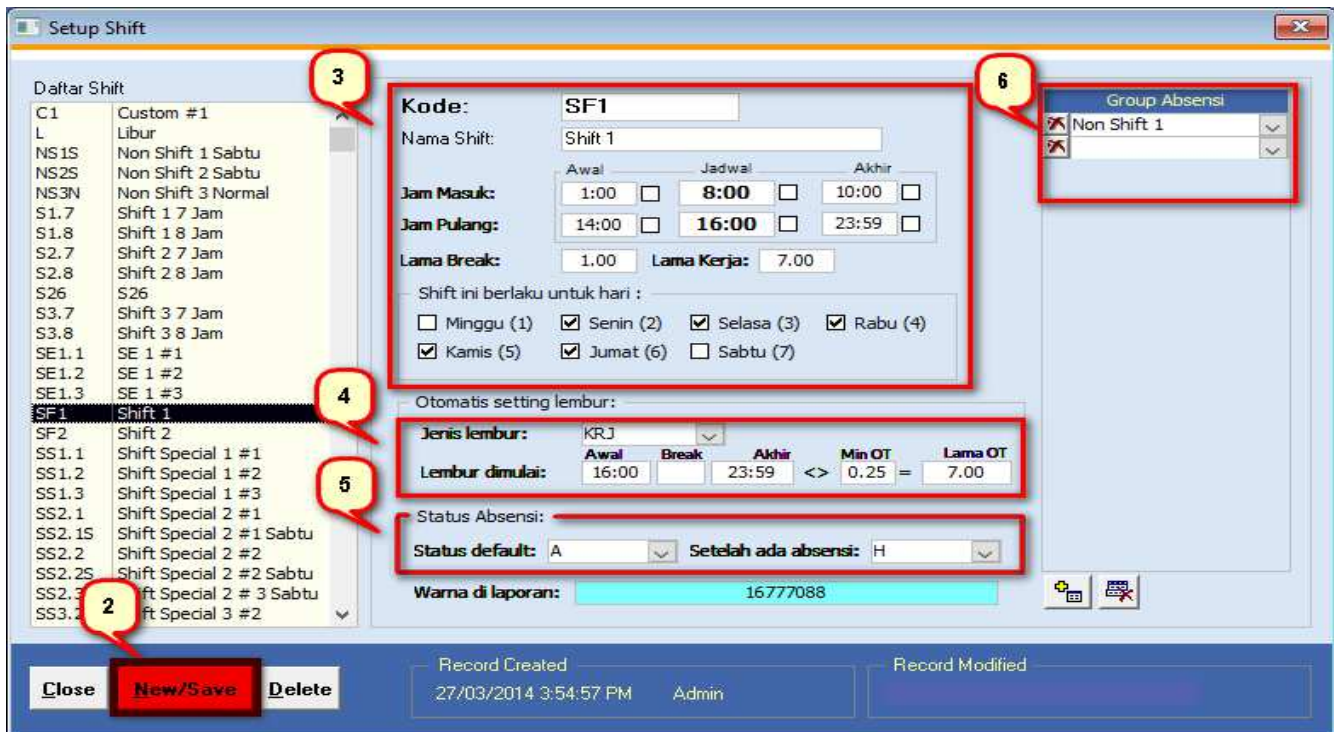 Setup Shift
Daftar Shift
C1 Custom #1
L Libur
NS1S Non Shift 1 Sabtu
NS2S Non Shift 2 Sabtu
NS3N Non Shift 3 Normal
S1.7 Shift 1 7 Jam
S1.8 Shift 1 8 Jam
S2.7 Shift 2 7 Jam
S2.8 Shift 2 8 Jam
S26 S26
S3.7 Shift 3 7 Jam
S3.8 Shift 3 8 Jam
SE1.1 SE 1 #1
SE1.2 SE 1 #2
SE1.3 SE 1 #3
SF1 Shift 1
SF2 Shift 2
SS1.1 Shift Special 1 #1
SS1.2 Shift Special 1 #2
SS1.3 Shift Special 1 #3
SS2.1 Shift Special 2 #1
SS2.1S Shift Special 2 #1 Sabtu
SS2.2 Shift Special 2 #2
SS2.2S Shift Special 2 #2 Sabtu
SS2.3 Shift Special 2 # 3 Sabtu
SS3.2 Shift Special 3 #2
3
Kode: SF1
Nama Shift: Shift 1
Awal Jadwal Akhir
Jam Masuk: 1:00 8:00 10:00
Jam Pulang: 14:00 16:00 23:59
Lama Break: 1.00 Lama Kerja: 7.00
Shift ini berlaku untuk hari :
Minggu (1) Senin (2) Selasa (3) Rabu (4)
Kamis (5) Jumat (6) Sabtu (7)
4
Otomatis setting lembur:
Jenis lembur: KRJ
Awal Break Akhir Min OT Lama OT
Lembur dimulai: 16:00 23:59 <> 0.25 = 7.00
5
Status Absensi:
Status default: A Setelah ada absensi: H
Warna di laporan: 16777088
6
Group Absensi
Non Shift 1
2
Close New/Save Delete
Record Created
27/03/2014 3:54:57 PM Admin
Record Modified